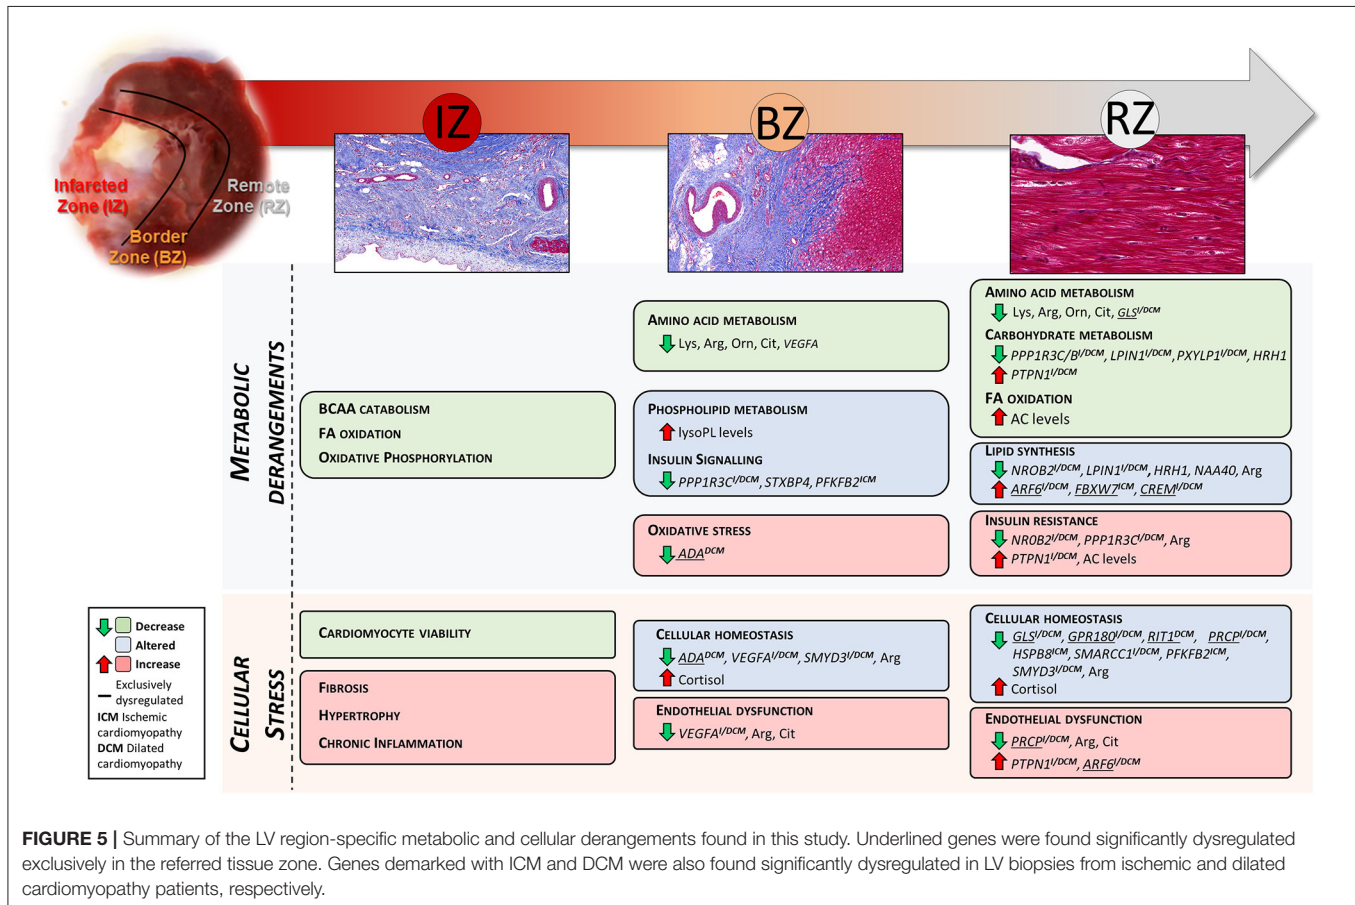 IZ
BZ
RZ
Infarcted
Zone (IZ)
Remote
Zone (RZ)
Border
Zone (BZ)
METABOLIC
DERANGEMENTS
BCAA CATABOLISM
FA OXIDATION
OXIDATIVE PHOSPHORYLATION
AMINO ACID METABOLISM
Lys, Arg, Orn, Cit, VEGFA
PHOSPHOLIPID METABOLISM
lysoPL levels
INSULIN SIGNALLING
PPP1R3C^I/DCM, STXBP4, PFKFB2^ICM
OXIDATIVE STRESS
ADA^DCM
AMINO ACID METABOLISM
Lys, Arg, Orn, Cit, GLS^I/DCM
CARBOHYDRATE METABOLISM
PPP1R3C/B^I/DCM, LPIN1^I/DCM, PXYLP1^I/DCM, HRH1
PTPN1^I/DCM
FA OXIDATION
AC levels
LIPID SYNTHESIS
NROB2^I/DCM, LPIN1^I/DCM, HRH1, NAA40, Arg
ARF6^I/DCM, FBXW7^ICM, CREM^I/DCM
INSULIN RESISTANCE
NR0B2^I/DCM, PPP1R3C^I/DCM, Arg
PTPN1^I/DCM, AC levels
Decrease
Altered
Increase
Exclusively
dysregulated
ICM Ischemic
cardiomyopathy
DCM Dilated
cardiomyopathy
CELLULAR
STRESS
CARDIOMYOCYTE VIABILITY
FIBROSIS
HYPERTROPHY
CHRONIC INFLAMMATION
CELLULAR HOMEOSTASIS
ADA^DCM, VEGFA^I/DCM, SMYD3^I/DCM, Arg
Cortisol
ENDOTHELIAL DYSFUNCTION
VEGFA^I/DCM, Arg, Cit
CELLULAR HOMEOSTASIS
GLS^I/DCM, GPR180^I/DCM, RIT1^DCM, PRCP^I/DCM,
HSPB8^ICM, SMARCC1^I/DCM, PFKFB2^ICM,
SMYD3^I/DCM, Arg
Cortisol
ENDOTHELIAL DYSFUNCTION
PRCP^I/DCM, Arg, Cit
PTPN1^I/DCM, ARF6^I/DCM
FIGURE 5 | Summary of the LV region-specific metabolic and cellular derangements found in this study. Underlined genes were found significantly dysregulated
exclusively in the referred tissue zone. Genes demarked with ICM and DCM were also found significantly dysregulated in LV biopsies from ischemic and dilated
cardiomyopathy patients, respectively.